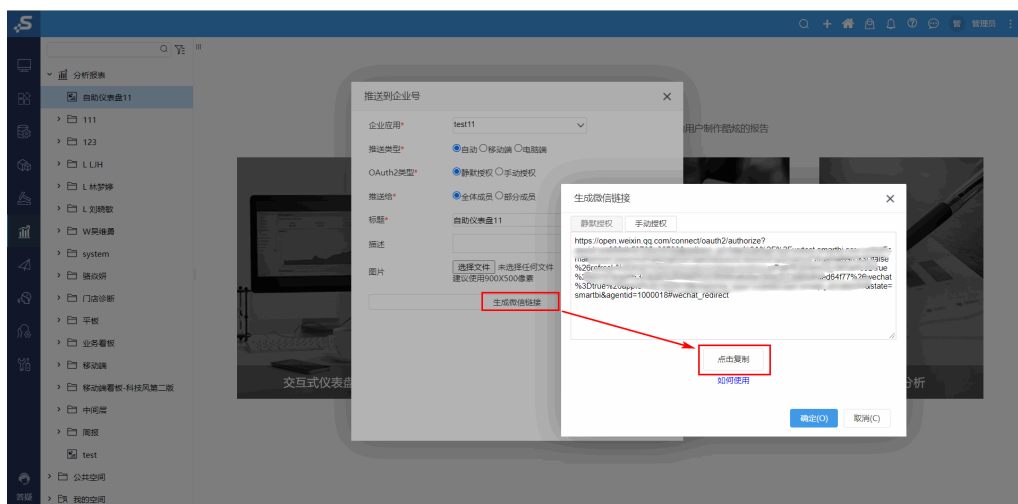 管 管理员
分析报表
自助仪表盘11
111
123
L LJH
L 林梦婷
L 刘晓敏
W吴维勇
system
骆焱妍
门店诊断
平板
业务看板
移动端
移动端看板-科技风第二版
中间层
周报
test
公共空间
我的空间
用户制作酷炫的报告
交互式仪表盘
分析
推送到企业号
企业应用* test11
推送类型* 自动 移动端 电脑端
OAuth2类型* 静默授权 手动授权
推送给* 全体成员 部分成员
标题* 自助仪表盘11
描述
图片 选择文件 未选择任何文件
建议使用900X500像素
生成微信链接
生成微信链接
静默授权 手动授权
https://open.weixin.qq.com/connect/oauth2/authorize?
smartbi&agentid=1000018#wechat_redirect
点击复制
如何使用
确定(O) 取消(C)